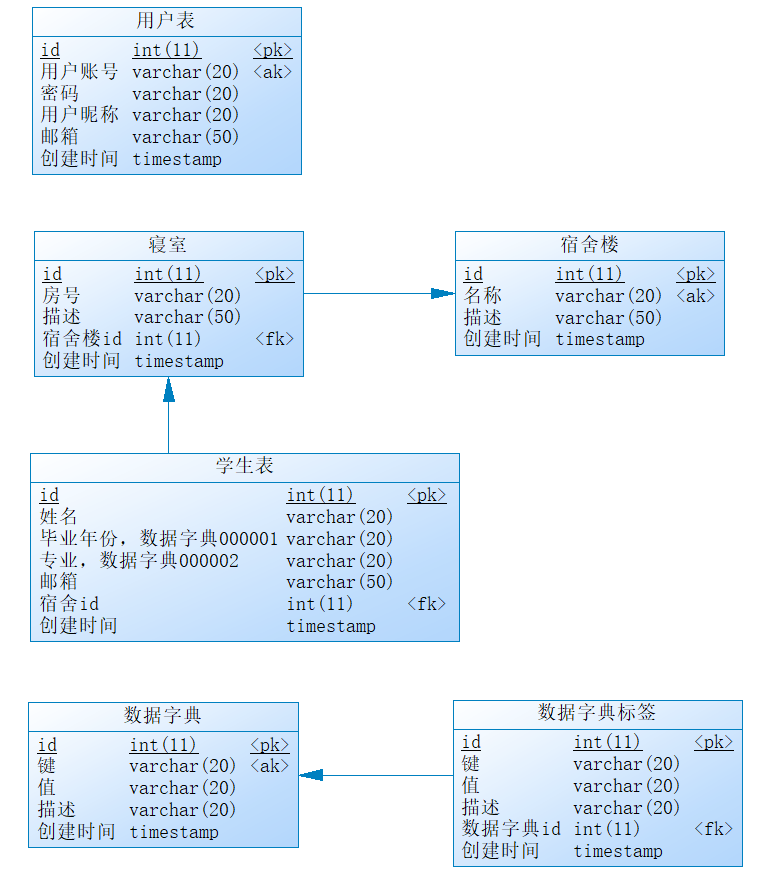 用户表
id int(11) <pk>
用户账号 varchar(20) <ak>
密码 varchar(20)
用户昵称 varchar(20)
邮箱 varchar(50)
创建时间 timestamp
寝室
id int(11) <pk>
房号 varchar(20)
描述 varchar(50)
宿舍楼id int(11) <fk>
创建时间 timestamp
宿舍楼
id int(11) <pk>
名称 varchar(20) <ak>
描述 varchar(50)
创建时间 timestamp
学生表
id int(11) <pk>
姓名 varchar(20)
毕业年份，数据字典000001 varchar(20)
专业，数据字典000002 varchar(20)
邮箱 varchar(50)
宿舍id int(11) <fk>
创建时间 timestamp
数据字典
id int(11) <pk>
键 varchar(20) <ak>
值 varchar(20)
描述 varchar(20)
创建时间 timestamp
数据字典标签
id int(11) <pk>
键 varchar(20)
值 varchar(20)
描述 varchar(20)
数据字典id int(11) <fk>
创建时间 timestamp